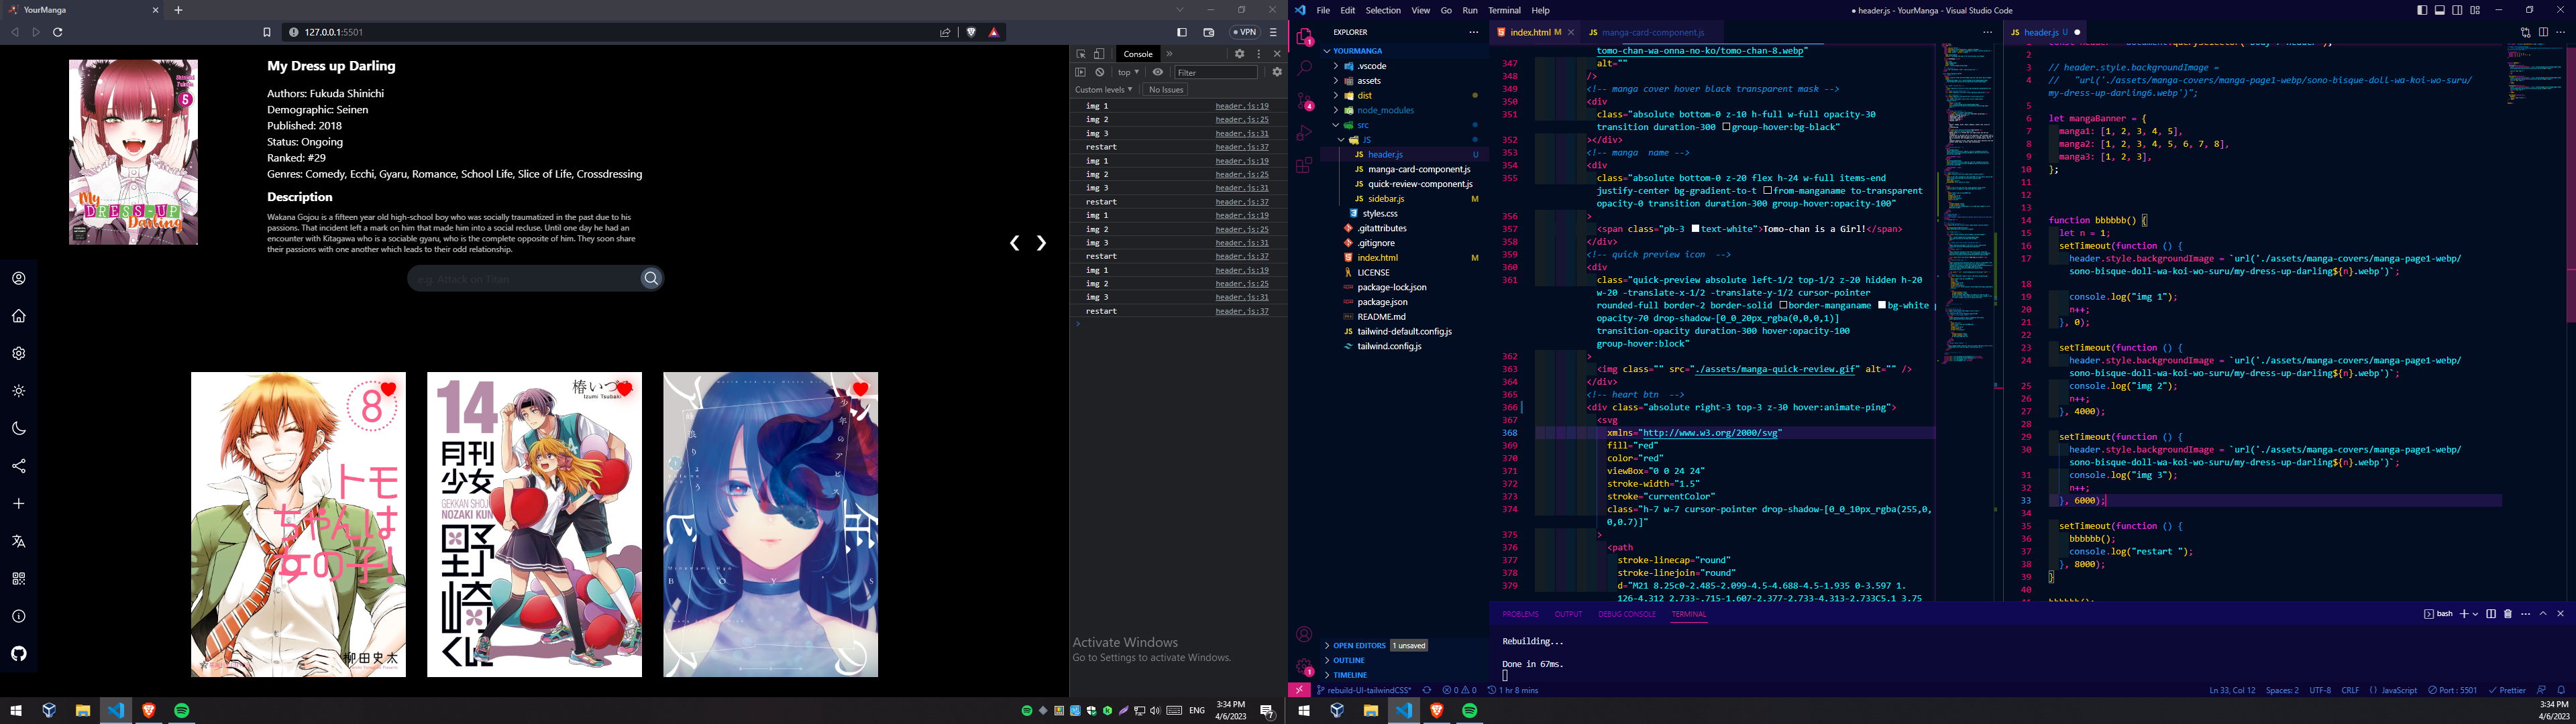 YourManga
127.0.0.1:5501
VPN
My Dress up Darling
Authors: Fukuda Shinichi
Demographic: Seinen
Published: 2018
Status: Ongoing
Ranked: #29
Genres: Comedy, Ecchi, Gyaru, Romance, School Life, Slice of Life, Crossdressing
Description
Wakana Gojou is a fifteen year old high-school boy who was socially traumatized in the past due to his
passions. That incident left a mark on him that made him into a social recluse. Until one day he had an
encounter with Kitagawa who is a sociable gyaru, who is the complete opposite of him. They soon share
their passions with one another which leads to their odd relationship.
5
My
DRESS-UP
Darling
e.g. Attack on Titan
8
トモ
ちゃんは
女の子!
柳田史太
14
椿いづみ
Izumi Tsubaki
月刊
少女
GEKKAN SHOJO
NOZAKI KUN
野崎くん
Console
top
Filter
Custom levels
No Issues
img 1 header.js:19
img 2 header.js:25
img 3 header.js:31
restart header.js:37
img 1 header.js:19
img 2 header.js:25
img 3 header.js:31
restart header.js:37
img 1 header.js:19
img 2 header.js:25
img 3 header.js:31
restart header.js:37
img 1 header.js:19
img 2 header.js:25
img 3 header.js:31
restart header.js:37
Activate Windows
Go to Settings to activate Windows.
ENG
3:34 PM
4/6/2023
File Edit Selection View Go Run Terminal Help
● header.js - YourManga - Visual Studio Code
EXPLORER
YOURMANGA
.vscode
assets
dist
node_modules
src
JS
header.js U
manga-card-component.js
quick-review-component.js
sidebar.js M
styles.css
.gitattributes
.gitignore
index.html M
LICENSE
package-lock.json
package.json
README.md
tailwind-default.config.js
tailwind.config.js
OPEN EDITORS 1 unsaved
OUTLINE
TIMELINE
index.html M
manga-card-component.js
tomo-chan-wa-onna-no-ko/tomo-chan-8.webp"
347 alt=""
348 />
349 <!-- manga cover hover black transparent mask -->
350 <div
351 class="absolute bottom-0 z-10 h-full w-full opacity-30
transition duration-300 group-hover:bg-black"
352 ></div>
353 <!-- manga  name -->
354 <div
355 class="absolute bottom-0 z-20 flex h-24 w-full items-end
justify-center bg-gradient-to-t from-manganame to-transparent
opacity-0 transition duration-300 group-hover:opacity-100"
356 >
357 <span class="pb-3 text-white">Tomo-chan is a Girl!</span>
358 </div>
359 <!-- quick preview icon  -->
360 <div
361 class="quick-preview absolute left-1/2 top-1/2 z-20 hidden h-20
w-20 -translate-x-1/2 -translate-y-1/2 cursor-pointer
rounded-full border-2 border-solid border-manganame bg-white
opacity-70 drop-shadow-[0_0_20px_rgba(0,0,0,1)]
transition-opacity duration-300 hover:opacity-100
group-hover:block"
362 >
363 <img class="" src="./assets/manga-quick-review.gif" alt="" />
364 </div>
365 <!-- heart btn  -->
366 <div class="absolute right-3 top-3 z-30 hover:animate-ping">
367 <svg
368 xmlns="http://www.w3.org/2000/svg"
369 fill="red"
370 color="red"
371 viewBox="0 0 24 24"
372 stroke-width="1.5"
373 stroke="currentColor"
374 class="h-7 w-7 cursor-pointer drop-shadow-[0_0_10px_rgba(255,0,
0,0.7)]"
375 >
376 <path
377 stroke-linecap="round"
378 stroke-linejoin="round"
379 d="M21 8.25c0-2.485-2.099-4.5-4.688-4.5-1.935 0-3.597 1.
126-4.312 2.733-.715-1.607-2.377-2.733-4.313-2.733C5.1 3.75
header.js U ●
2
3 // header.style.backgroundImage =
4 //   "url('./assets/manga-covers/manga-page1-webp/sono-bisque-doll-wa-koi-wo-suru/
my-dress-up-darling6.webp')";
5
6 let mangaBanner = {
7 manga1: [1, 2, 3, 4, 5],
8 manga2: [1, 2, 3, 4, 5, 6, 7, 8],
9 manga3: [1, 2, 3],
10 };
11
12
13
14 function bbbbbb() {
15 let n = 1;
16 setTimeout(function () {
17 header.style.backgroundImage = `url('./assets/manga-covers/manga-page1-webp/
sono-bisque-doll-wa-koi-wo-suru/my-dress-up-darling${n}.webp')`;
18
19 console.log("img 1");
20 n++;
21 }, 0);
22
23 setTimeout(function () {
24 header.style.backgroundImage = `url('./assets/manga-covers/manga-page1-webp/
sono-bisque-doll-wa-koi-wo-suru/my-dress-up-darling${n}.webp')`;
25 console.log("img 2");
26 n++;
27 }, 4000);
28
29 setTimeout(function () {
30 header.style.backgroundImage = `url('./assets/manga-covers/manga-page1-webp/
sono-bisque-doll-wa-koi-wo-suru/my-dress-up-darling${n}.webp')`;
31 console.log("img 3");
32 n++;
33 }, 6000);
34
35 setTimeout(function () {
36 bbbbbb();
37 console.log("restart ");
38 }, 8000);
39 }
40
PROBLEMS OUTPUT DEBUG CONSOLE TERMINAL
bash
Rebuilding...
Done in 67ms.
rebuild-UI-tailwindCSS*
0 0
1 hr 8 mins
Ln 33, Col 12
Spaces: 2
UTF-8
CRLF
{} JavaScript
Port : 5501
Prettier
3:34 PM
4/6/2023